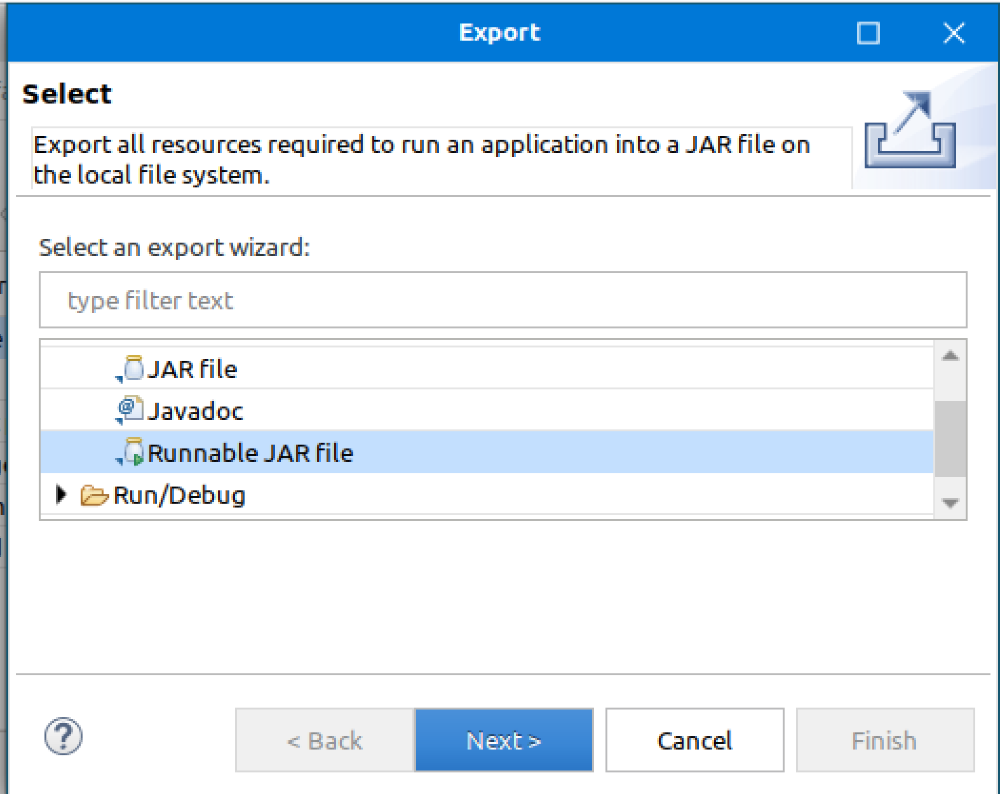 Export
Select
Export all resources required to run an application into a JAR file on
the local file system.
Select an export wizard:
type filter text
JAR file
Javadoc
Runnable JAR file
Run/Debug
< Back
Next >
Cancel
Finish